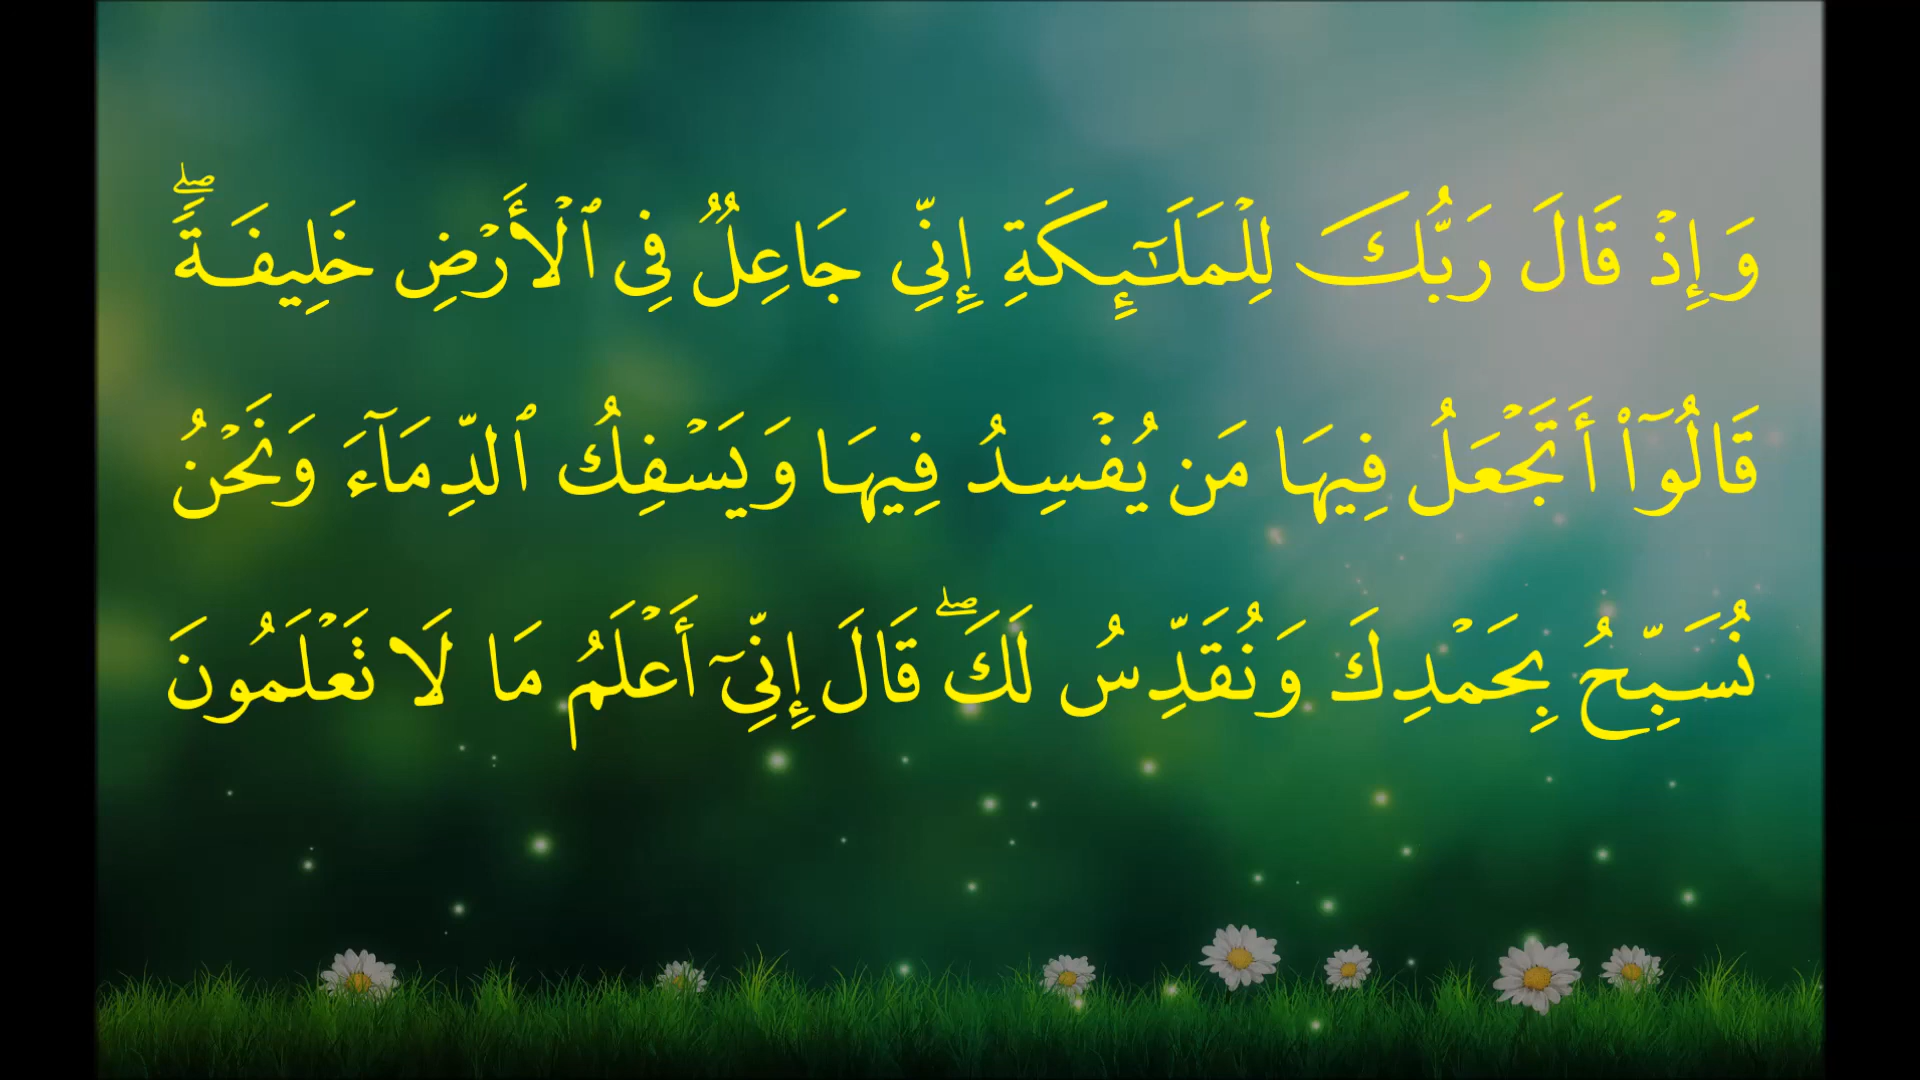 وَإِذْ قَالَ رَبُّكَ لِلْمَلَـٰٓئِكَةِ إِنِّى جَاعِلٌ فِى ٱلْأَرْضِ خَلِيفَةً ۖ
قَالُوٓا۟ أَتَجْعَلُ فِيهَا مَن يُفْسِدُ فِيهَا وَيَسْفِكُ ٱلدِّمَآءَ وَنَحْنُ
نُسَبِّحُ بِحَمْدِكَ وَنُقَدِّسُ لَكَ ۖ قَالَ إِنِّىٓ أَعْلَمُ مَا لَا تَعْلَمُونَ